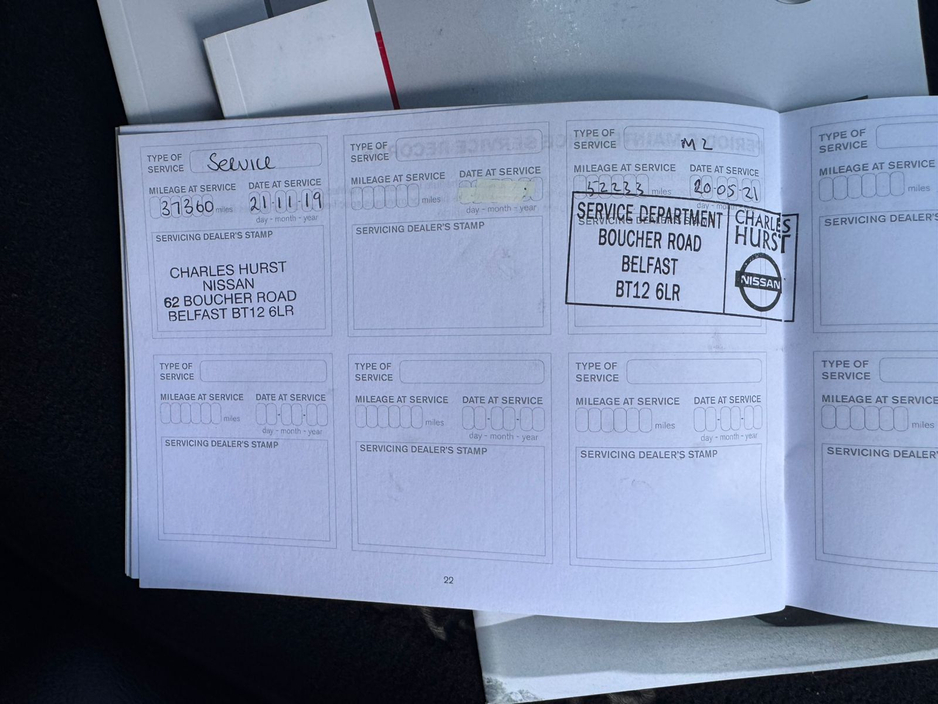 TYPE OF SERVICE Service
MILEAGE AT SERVICE DATE AT SERVICE
37360 miles 21-11-19
day - month - year
SERVICING DEALER'S STAMP
CHARLES HURST
NISSAN
62 BOUCHER ROAD
BELFAST BT12 6LR
TYPE OF SERVICE
MILEAGE AT SERVICE DATE AT SERVICE
miles
day - month - year
SERVICING DEALER'S STAMP
TYPE OF SERVICE M2
MILEAGE AT SERVICE DATE AT SERVICE
52233 miles 20-05-21
SERVICING DEALER'S STAMP
SERVICE DEPARTMENT
BOUCHER ROAD
BELFAST
BT12 6LR
CHARLES
HURST
NISSAN
TYPE OF SERVICE
MILEAGE AT SERVICE
miles
SERVICING DEALER'S
TYPE OF SERVICE
MILEAGE AT SERVICE DATE AT SERVICE
miles
day - month - year
SERVICING DEALER'S STAMP
TYPE OF SERVICE
MILEAGE AT SERVICE DATE AT SERVICE
miles
day - month - year
SERVICING DEALER'S STAMP
TYPE OF SERVICE
MILEAGE AT SERVICE DATE AT SERVICE
miles
day - month - year
SERVICING DEALER'S STAMP
TYPE OF SERVICE
MILEAGE AT SERVICE
miles
SERVICING DEALER'S
22